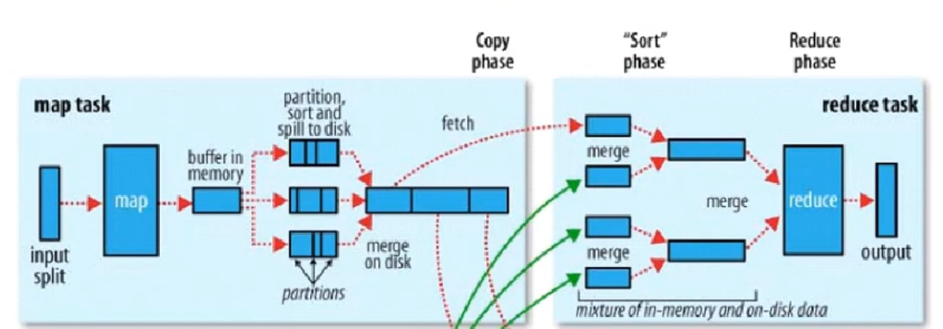 Copy
phase
"Sort"
phase
Reduce
phase
map task
partition,
sort and
spill to disk
fetch
reduce task
buffer in
memory
merge
map
merge
reduce
input
split
merge
on disk
merge
output
partitions
mixture of in-memory and on-disk data